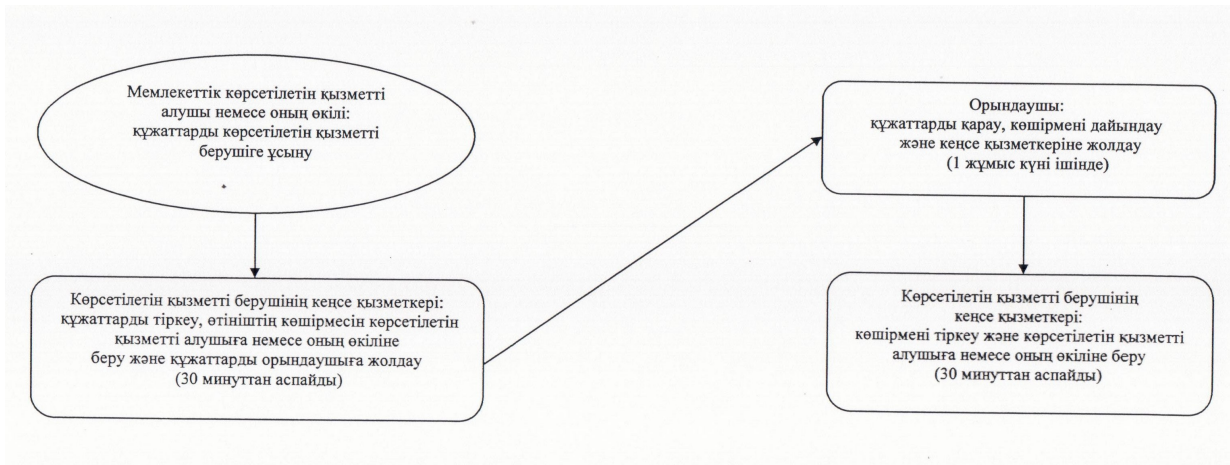 Мемлекеттік көрсетілетін қызметті
алушы немесе оның өкілі:
құжаттарды көрсетілетін қызметті
берушіге ұсыну
Көрсетілетін қызметті берушінің кеңсе қызметкері:
құжаттарды тіркеу, өтініштің көшірмесін көрсетілетін
қызметті алушыға немесе оның өкіліне
беру және құжаттарды орындаушыға жолдау
(30 минуттан аспайды)
Орындаушы:
құжаттарды қарау, көшірмені дайындау
және кеңсе қызметкеріне жолдау
(1 жұмыс күні ішінде)
Көрсетілетін қызметті берушінің
кеңсе қызметкері:
көшірмені тіркеу және көрсетілетін қызметті
алушыға немесе оның өкіліне беру
(30 минуттан аспайды)